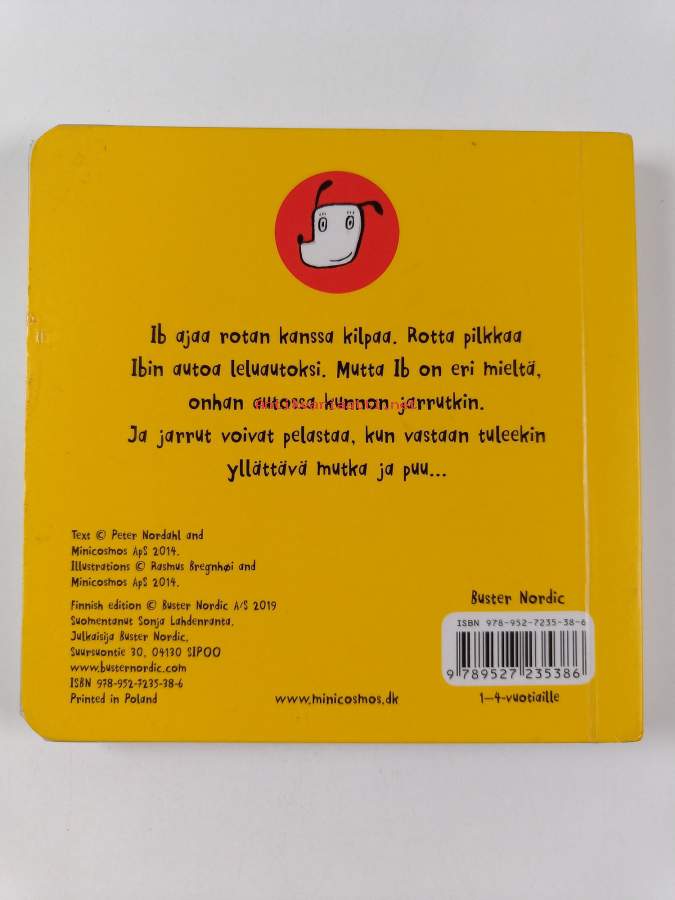 Ib ajaa rotan kanssa kilpaa. Rotta pilkkaa
Ibin autoa leluautoksi. Mutta Ib on eri mieltä,
onhan autossa kunnon jarrutkin.
Ja jarrut voivat pelastaa, kun vastaan tuleekin
yllättävä mutka ja puu...
Text © Peter Nordahl and
Minicosmos ApS 2014.
Illustrations © Rasmus Bregnhøi and
Minicosmos ApS 2014.
Finnish edition © Buster Nordic A/S 2019
Suomentanut Sonja Lahdenranta.
Julkaisija Buster Nordic.
Suursuontie 30, 04130 SIPOO
www.busternordic.com
ISBN 978-952-7235-38-6
Printed in Poland
www.minicosmos.dk
Buster Nordic
ISBN 978-952-7235-38-6
9 789527 235386
1–4-vuotiaille